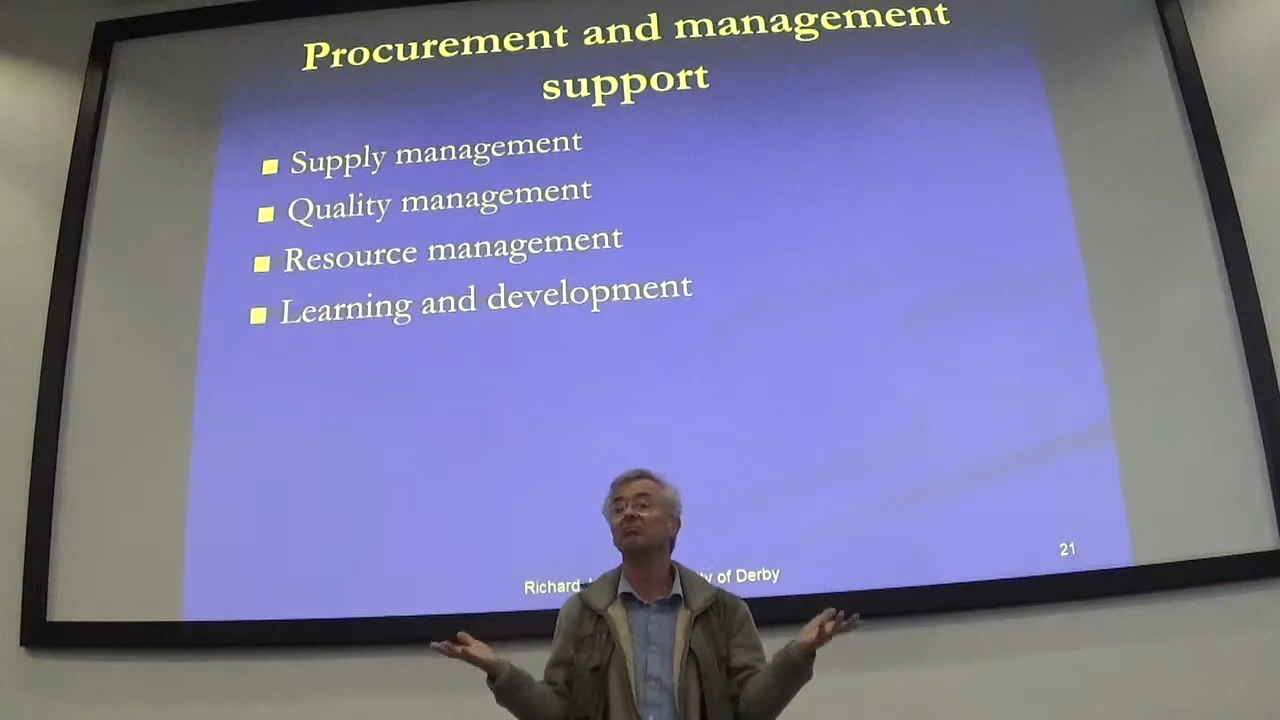 Procurement and management
support
Supply management
Quality management
Resource management
Learning and development
21
Richard of Derby